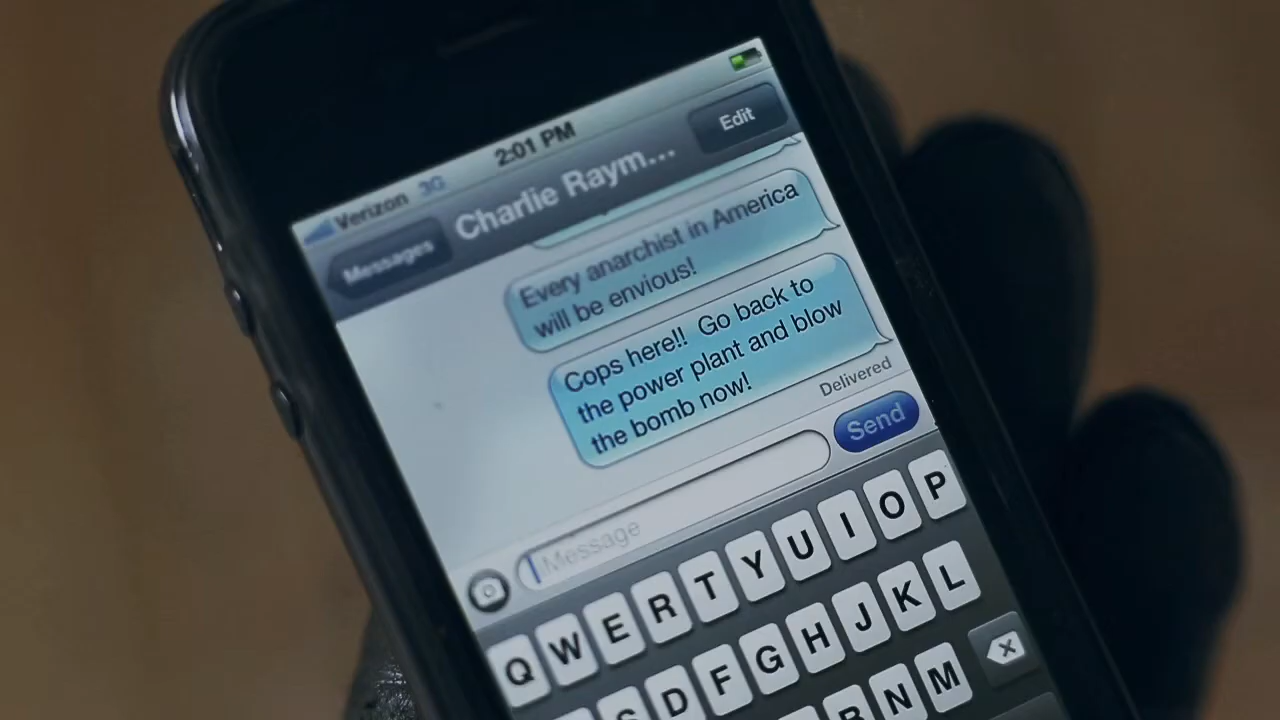 Verizon 3G 2:01 PM
Messages Charlie Raym... Edit
Every anarchist in America
will be envious!
Cops here!! Go back to
the power plant and blow
the bomb now!
Delivered
Message Send
Q W E R T Y U I O P
S D F G H J K L
B N M